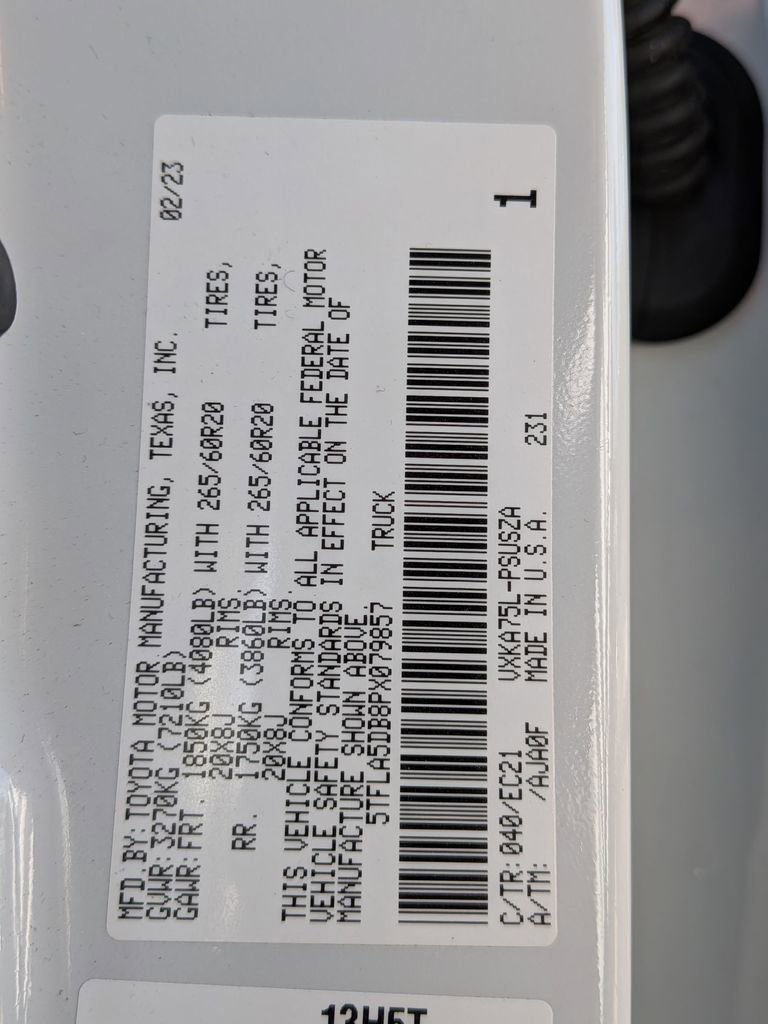 MFD.BY:TOYOTA MOTOR MANUFACTURING, TEXAS, INC. 02/23
GVWR:3270KG (7210LB)
GAWR:FRT. 1850KG (4080LB) WITH 265/60R20 TIRES,
20X8J RIMS.
RR. 1750KG (3860LB) WITH 265/60R20 TIRES,
20X8J RIMS.
THIS VEHICLE CONFORMS TO ALL APPLICABLE FEDERAL MOTOR
VEHICLE SAFETY STANDARDS IN EFFECT ON THE DATE OF
MANUFACTURE SHOWN ABOVE.
5TFLA5DB8PX079857 TRUCK
C/TR:040/EC21 VXKA75L-PSUSZA
A/TM: /AJA0F MADE IN U.S.A. 231
1
13H5T